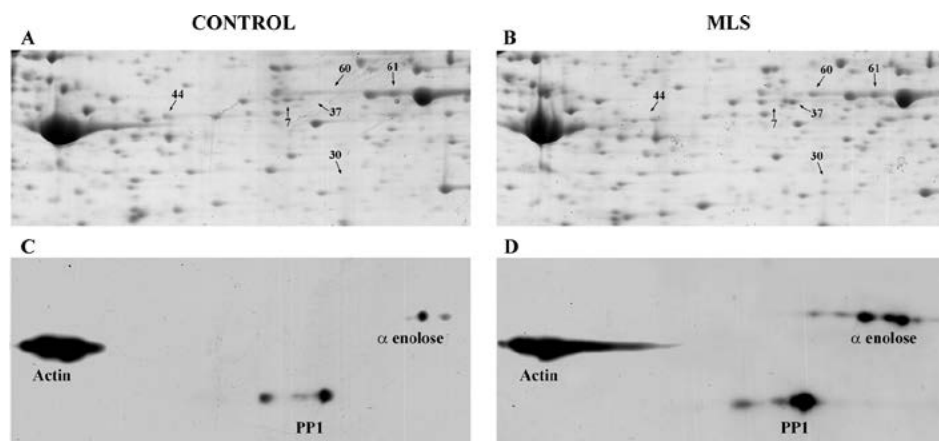 CONTROL
MLS
A
B
60
61
44
7
37
30
60
61
44
7
37
30
C
D
α enolose
Actin
PP1
α enolose
Actin
PP1